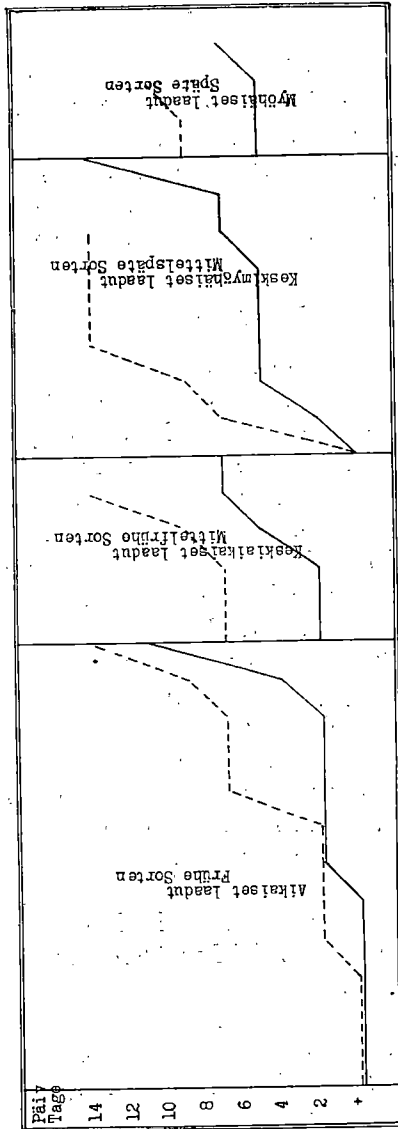 Päiv
Tage
14
12
10
8
6
4
2
+
Aikaiset laadut
Frühe Sorten
Keskiaikaiset laadut
Mittelfrühe Sorten
Keskimyöhäiset laadut
Mittelspäte Sorten
Myöhäiset laadut
Späte Sorten